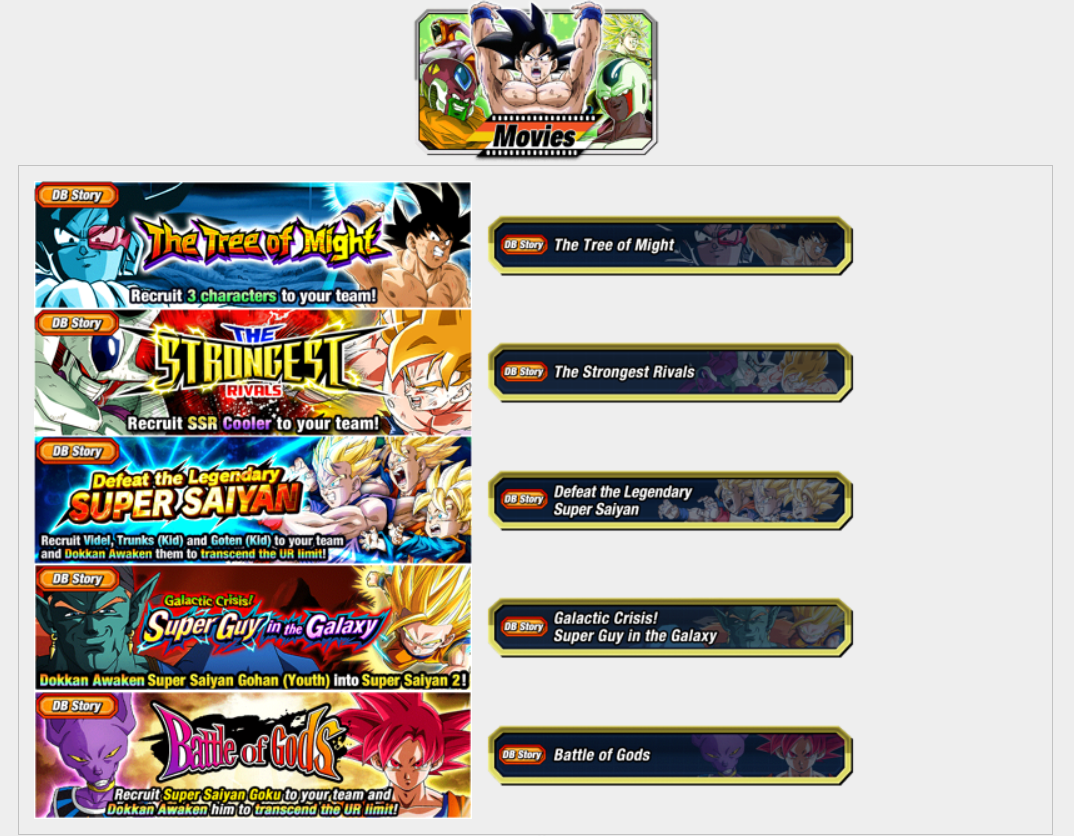 Movies
DB Story
The Tree of Might
Recruit 3 characters to your team!
DB Story The Tree of Might
DB Story
THE
STRONGEST
RIVALS
Recruit SSR Cooler to your team!
DB Story The Strongest Rivals
DB Story
Defeat the Legendary
SUPER SAIYAN
Recruit Videl, Trunks (Kid) and Goten (Kid) to your team
and Dokkan Awaken them to transcend the UR limit!
DB Story Defeat the Legendary
Super Saiyan
DB Story
Galactic Crisis!
Super Guy in the Galaxy
Dokkan Awaken Super Saiyan Gohan (Youth) into Super Saiyan 2!
DB Story Galactic Crisis!
Super Guy in the Galaxy
DB Story
Battle of Gods
Recruit Super Saiyan Goku to your team and
Dokkan Awaken him to transcend the UR limit!
DB Story Battle of Gods